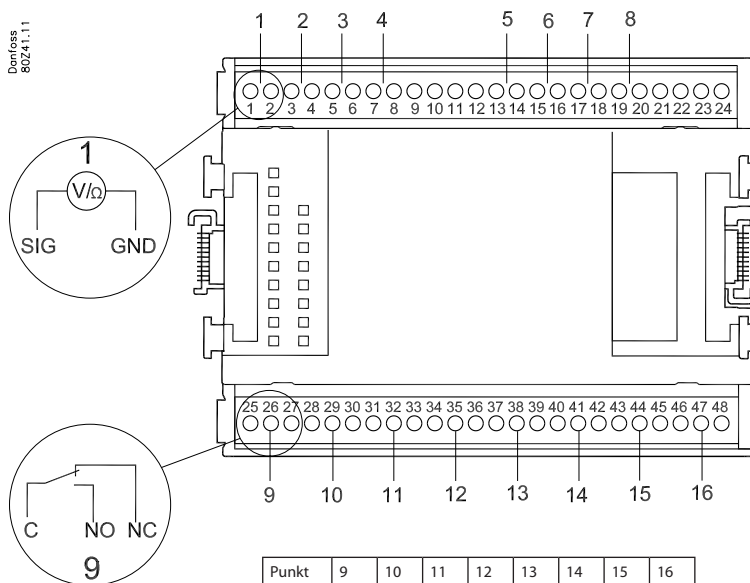 Danfoss
80Z41.11
1 2 3 4 5 6 7 8
1 2 3 4 5 6 7 8 9 10 11 12 13 14 15 16 17 18 19 20 21 22 23 24
1
V/Ω
SIG GND
25 26 27 28 29 30 31 32 33 34 35 36 37 38 39 40 41 42 43 44 45 46 47 48
9 10 11 12 13 14 15 16
C NO NC
9
Punkt 9 10 11 12 13 14 15 16